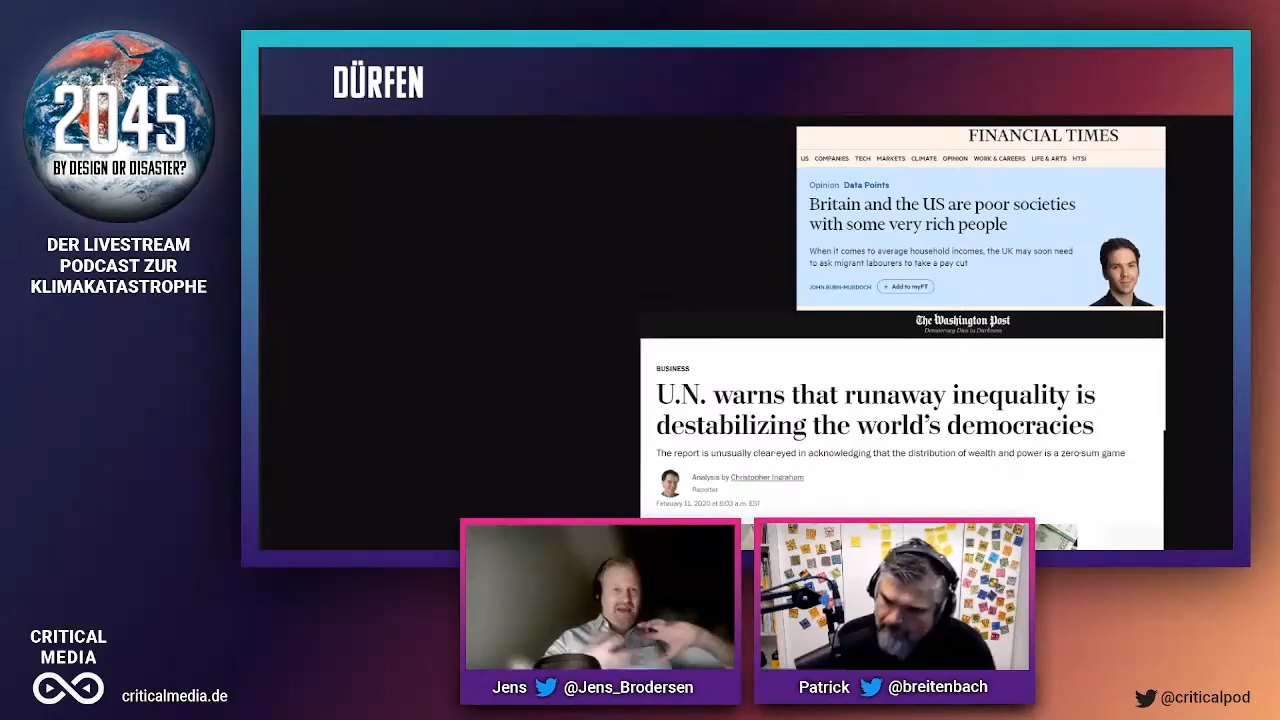 2045
BY DESIGN OR DISASTER?
DER LIVESTREAM
PODCAST ZUR
KLIMAKATASTROPHE
DÜRFEN
FINANCIAL TIMES
US COMPANIES TECH MARKETS CLIMATE OPINION WORK & CAREERS LIFE & ARTS HTSI
Opinion Data Points
Britain and the US are poor societies
with some very rich people
When it comes to average household incomes, the UK may soon need
to ask migrant labourers to take a pay cut
JOHN BURN-MURDOCH + Add to myFT
The Washington Post
Democracy Dies in Darkness
BUSINESS
U.N. warns that runaway inequality is
destabilizing the world's democracies
The report is unusually clear-eyed in acknowledging that the distribution of wealth and power is a zero-sum game
Analysis by Christopher Ingraham
Reporter
February 11, 2020 at 8:03 a.m. EST
Jens @Jens_Brodersen
Patrick @breitenbach
CRITICAL
MEDIA
criticalmedia.de
@criticalpod